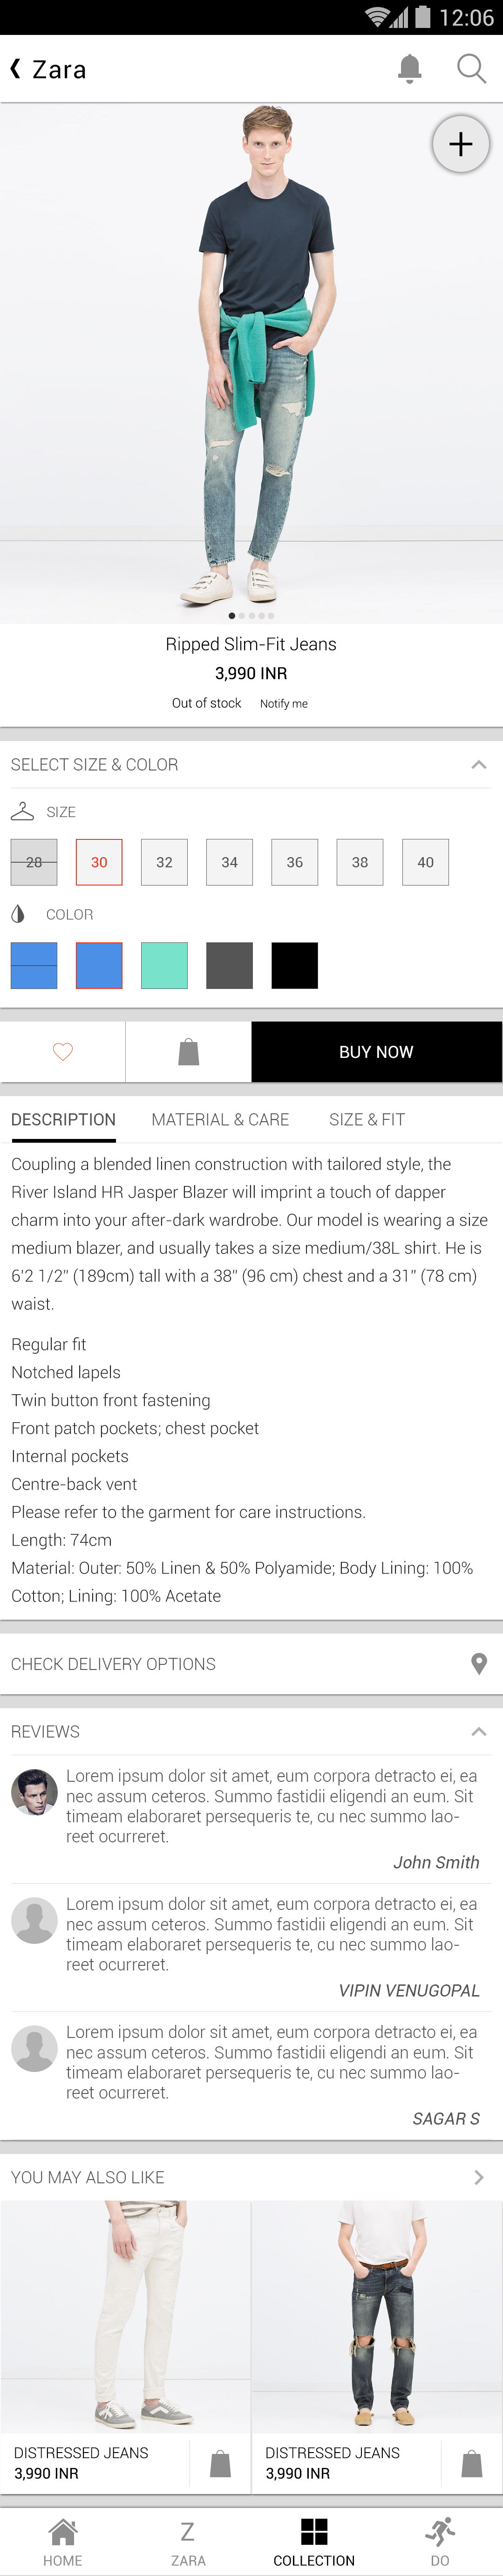 12:06
Zara
Ripped Slim-Fit Jeans
3,990 INR
Out of stock Notify me
SELECT SIZE & COLOR
SIZE
28 30 32 34 36 38 40
COLOR
BUY NOW
DESCRIPTION MATERIAL & CARE SIZE & FIT
Coupling a blended linen construction with tailored style, the
River Island HR Jasper Blazer will imprint a touch of dapper
charm into your after-dark wardrobe. Our model is wearing a size
medium blazer, and usually takes a size medium/38L shirt. He is
6'2 1/2" (189cm) tall with a 38" (96 cm) chest and a 31" (78 cm)
waist.
Regular fit
Notched lapels
Twin button front fastening
Front patch pockets; chest pocket
Internal pockets
Centre-back vent
Please refer to the garment for care instructions.
Length: 74cm
Material: Outer: 50% Linen & 50% Polyamide; Body Lining: 100%
Cotton; Lining: 100% Acetate
CHECK DELIVERY OPTIONS
REVIEWS
Lorem ipsum dolor sit amet, eum corpora detracto ei, ea
nec assum ceteros. Summo fastidii eligendi an eum. Sit
timeam elaboraret persequeris te, cu nec summo lao-
reet ocurreret.
John Smith
Lorem ipsum dolor sit amet, eum corpora detracto ei, ea
nec assum ceteros. Summo fastidii eligendi an eum. Sit
timeam elaboraret persequeris te, cu nec summo lao-
reet ocurreret.
VIPIN VENUGOPAL
Lorem ipsum dolor sit amet, eum corpora detracto ei, ea
nec assum ceteros. Summo fastidii eligendi an eum. Sit
timeam elaboraret persequeris te, cu nec summo lao-
reet ocurreret.
SAGAR S
YOU MAY ALSO LIKE
DISTRESSED JEANS DISTRESSED JEANS
3,990 INR 3,990 INR
Z
HOME ZARA COLLECTION DO